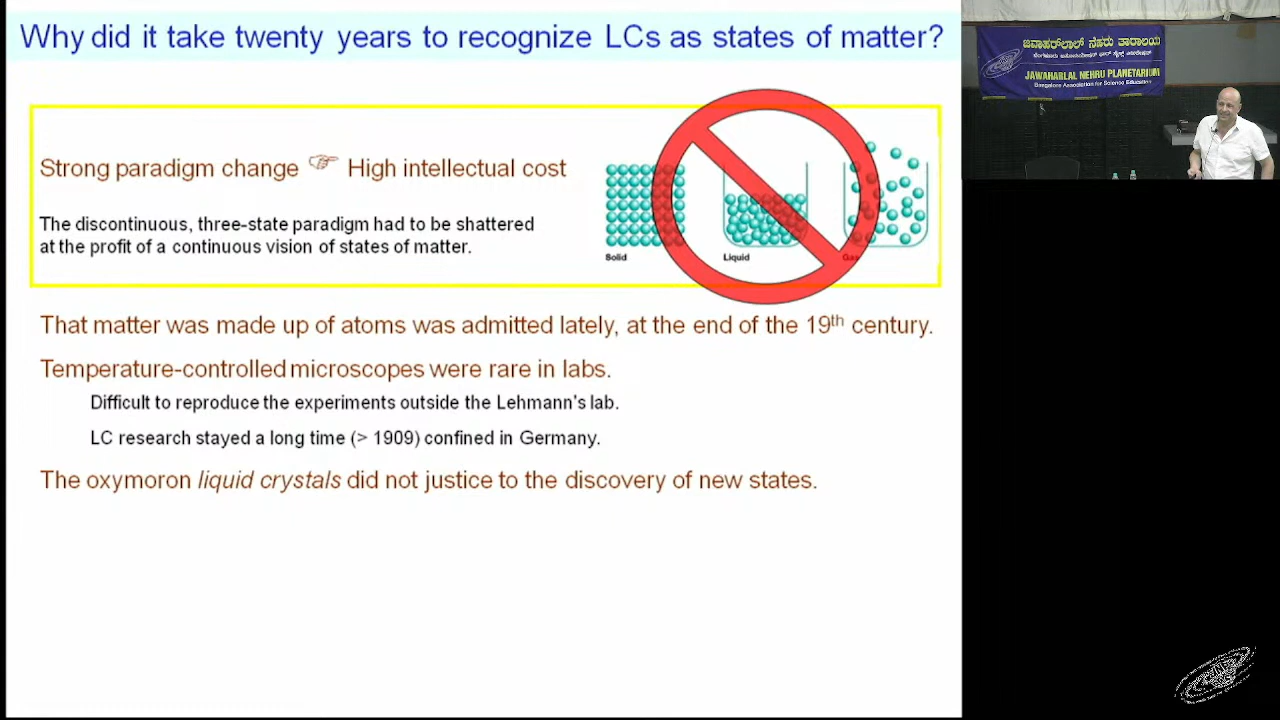 Why did it take twenty years to recognize LCs as states of matter?
Strong paradigm change ☞ High intellectual cost
The discontinuous, three-state paradigm had to be shattered
at the profit of a continuous vision of states of matter.
Solid
Liquid
Gas
That matter was made up of atoms was admitted lately, at the end of the 19th century.
Temperature-controlled microscopes were rare in labs.
Difficult to reproduce the experiments outside the Lehmann's lab.
LC research stayed a long time (> 1909) confined in Germany.
The oxymoron liquid crystals did not justice to the discovery of new states.
ಜವಾಹರ್‌ಲಾಲ್ ನೆಹರು ತಾರಾಲಯ
JAWAHARLAL NEHRU PLANETARIUM
Bangalore Association for Science Education